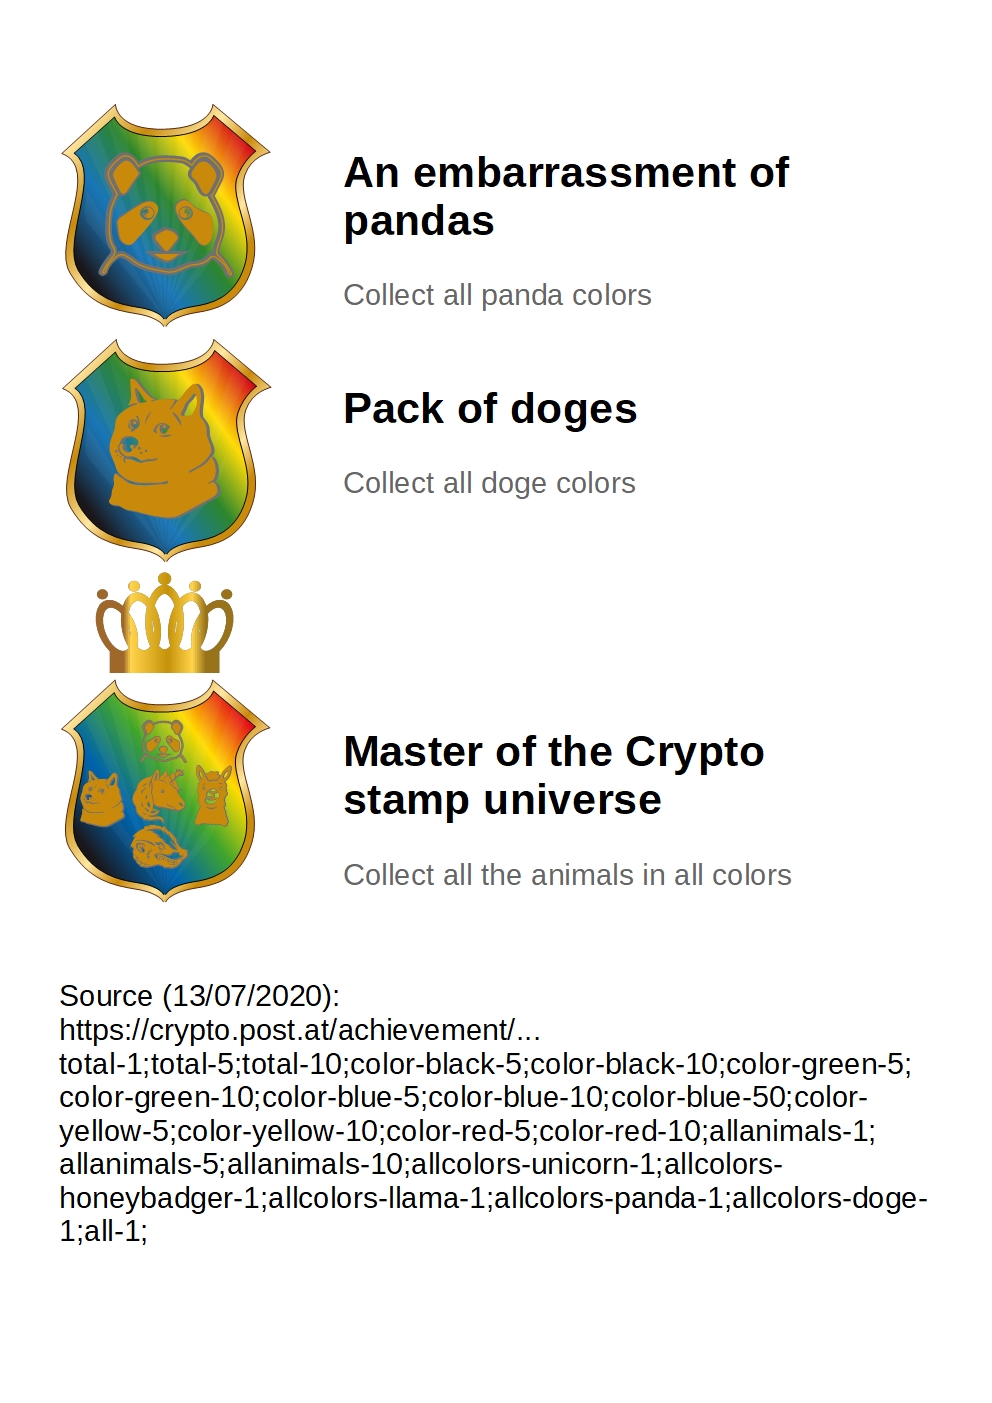 An embarrassment of
pandas
Collect all panda colors
Pack of doges
Collect all doge colors
Master of the Crypto
stamp universe
Collect all the animals in all colors
Source (13/07/2020):
https://crypto.post.at/achievement/...
total-1;total-5;total-10;color-black-5;color-black-10;color-green-5;
color-green-10;color-blue-5;color-blue-10;color-blue-50;color-
yellow-5;color-yellow-10;color-red-5;color-red-10;allanimals-1;
allanimals-5;allanimals-10;allcolors-unicorn-1;allcolors-
honeybadger-1;allcolors-llama-1;allcolors-panda-1;allcolors-doge-
1;all-1;